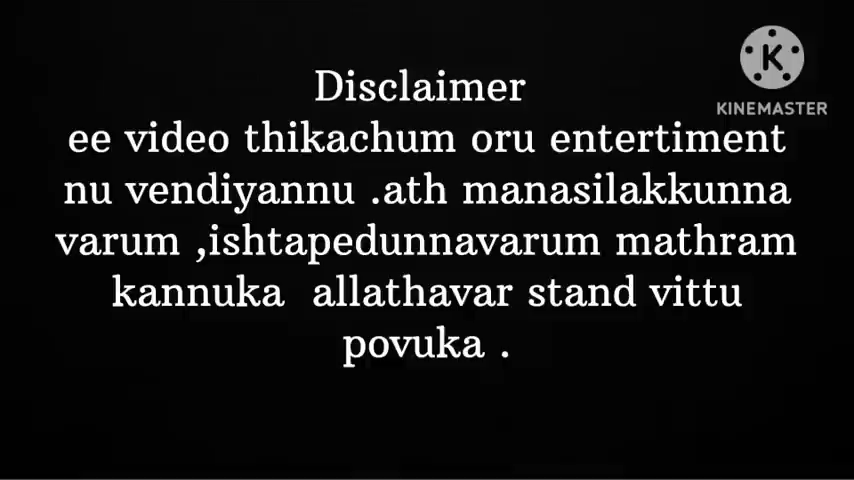 K
KINEMASTER
Disclaimer
ee video thikachum oru entertiment
nu vendiyannu .ath manasilakkunna
varum ,ishtapedunnavarum mathram
kannuka allathavar stand vittu
povuka .